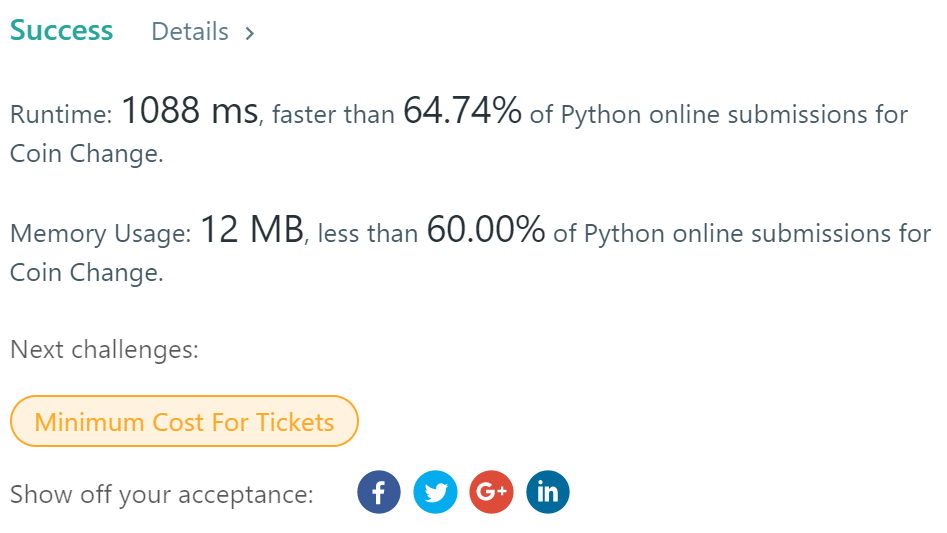 Success Details >
Runtime: 1088 ms, faster than 64.74% of Python online submissions for
Coin Change.
Memory Usage: 12 MB, less than 60.00% of Python online submissions for
Coin Change.
Next challenges:
Minimum Cost For Tickets
Show off your acceptance: f G+ in